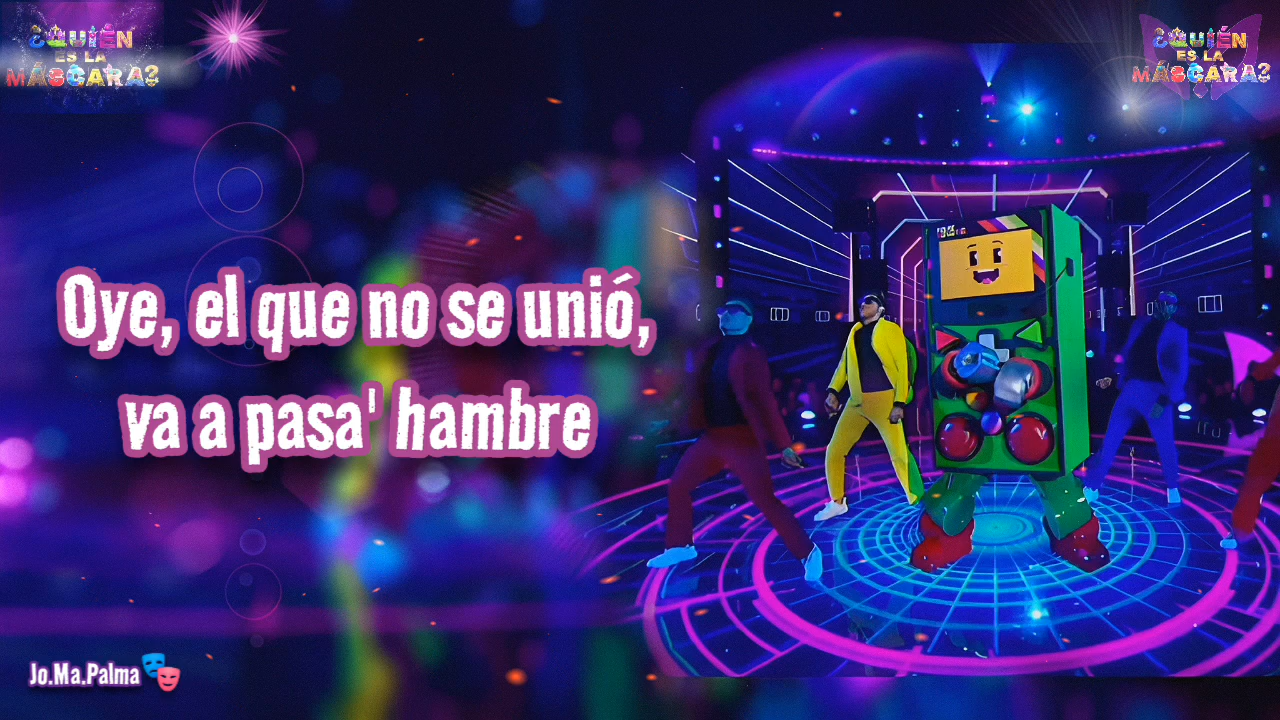 ¿QUIÉN
ES LA
MÁSCARA?
¿QUIÉN
ES LA
MÁSCARA?
Oye, el que no se unió,
va a pasa' hambre
Jo.Ma.Palma